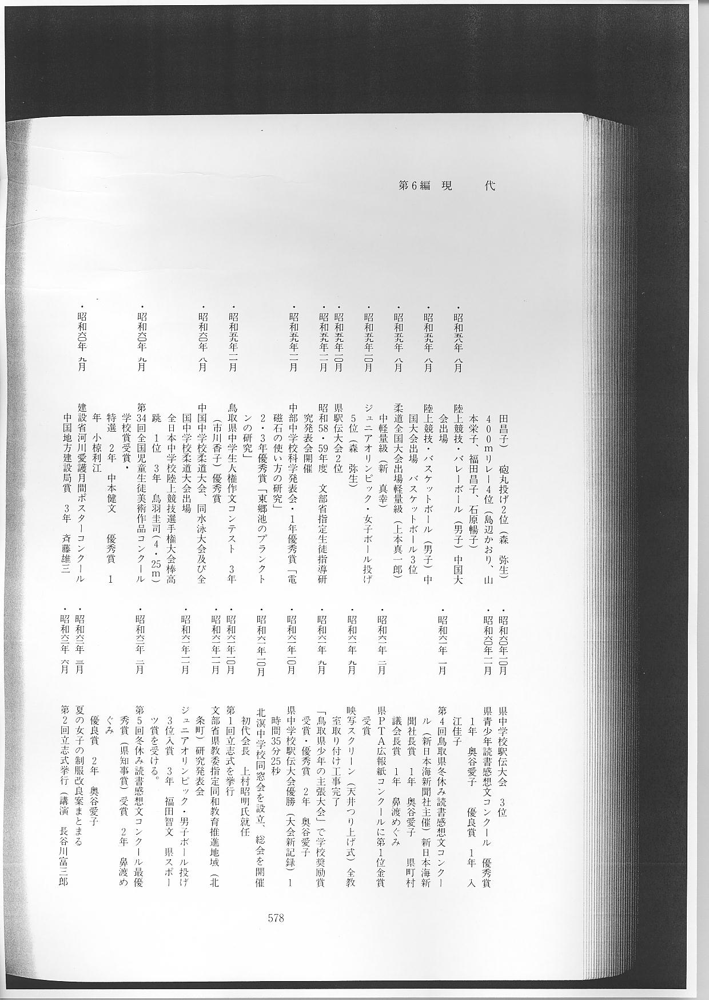 第6編　現　　代
田昌子）　砲丸投げ2位（森　弥生）
400mリレー4位（島辺かおり、山
本栄子、福田昌子、石原暢子）
・昭和五八年　八月　陸上競技・バレーボール（男子）中国大
会出場
・昭和五九年　八月　陸上競技・バスケットボール（男子）中
国大会出場　バスケットボール3位
・昭和五九年　八月　柔道全国大会出場軽量級（上本真一郎）
中軽量級（新　真幸）
・昭和五九年一〇月　ジュニアオリンピック・女子ボール投げ
5位（森　弥生）
・昭和五九年一〇月　県駅伝大会2位
・昭和五九年一一月　昭和58・59年度　文部省指定生徒指導研
究発表会開催
・昭和五九年一一月　中部中学校科学発表会・1年優秀賞「電
磁石の使い方の研究」
2・3年優秀賞「東郷池のプランクト
ンの研究」
・昭和五九年一二月　鳥取県中学生人権作文コンテスト　3年
（市川香子）優秀賞
・昭和六〇年　八月　中国中学校柔道大会、同水泳大会及び全
国中学校柔道大会出場
全日本中学校陸上競技選手権大会棒高
跳　1位　3年　鳥羽圭司（4・25m）
・昭和六〇年　九月　第34回全国児童生徒美術作品コンクール
学校賞受賞・
特選　2年　中本健文　　優秀賞　1
年　小椋利江
・昭和六〇年　九月　建設省河川愛護月間ポスターコンクール
中国地方建設局賞　3年　斉藤雄三
・昭和六〇年一〇月　県中学校駅伝大会　3位
・昭和六〇年一一月　県青少年読書感想文コンクール　優秀賞
1年　奥谷愛子　　優良賞　1年　入
江佳子
・昭和六一年　一月　第4回鳥取県冬休み読書感想文コンクー
ル（新日本海新聞社主催）新日本海新
聞社長賞　1年　奥谷愛子　　県町村
議会長賞　1年　鼻渡めぐみ
・昭和六一年　二月　県PTA広報紙コンクールに第1位金賞
受賞
・昭和六一年　九月　映写スクリーン（天井つり上げ式）全教
室取り付け工事完了
・昭和六一年　九月　「鳥取県少年の主張大会」で学校奨励賞
受賞・優秀賞　2年　奥谷愛子
・昭和六一年一〇月　県中学校駅伝大会優勝（大会新記録）1
時間35分25秒
・昭和六一年一〇月　北溟中学校同窓会を設立、総会を開催
初代会長　上村昭明氏就任
・昭和六一年一〇月　第1回立志式を挙行
・昭和六一年一一月　文部省県教委指定同和教育推進地域（北
条町）研究発表会
・昭和六一年一一月　ジュニアオリンピック・男子ボール投げ
3位入賞　3年　福田智文　県スポー
ツ賞を受ける。
・昭和六二年　二月　第5回冬休み読書感想文コンクール最優
秀賞（県知事賞）受賞　2年　鼻渡め
ぐみ
優良賞　2年　奥谷愛子
・昭和六二年　三月　夏の女子の制服改良案まとまる
・昭和六二年　六月　第2回立志式挙行（講演　長谷川富三郎
578